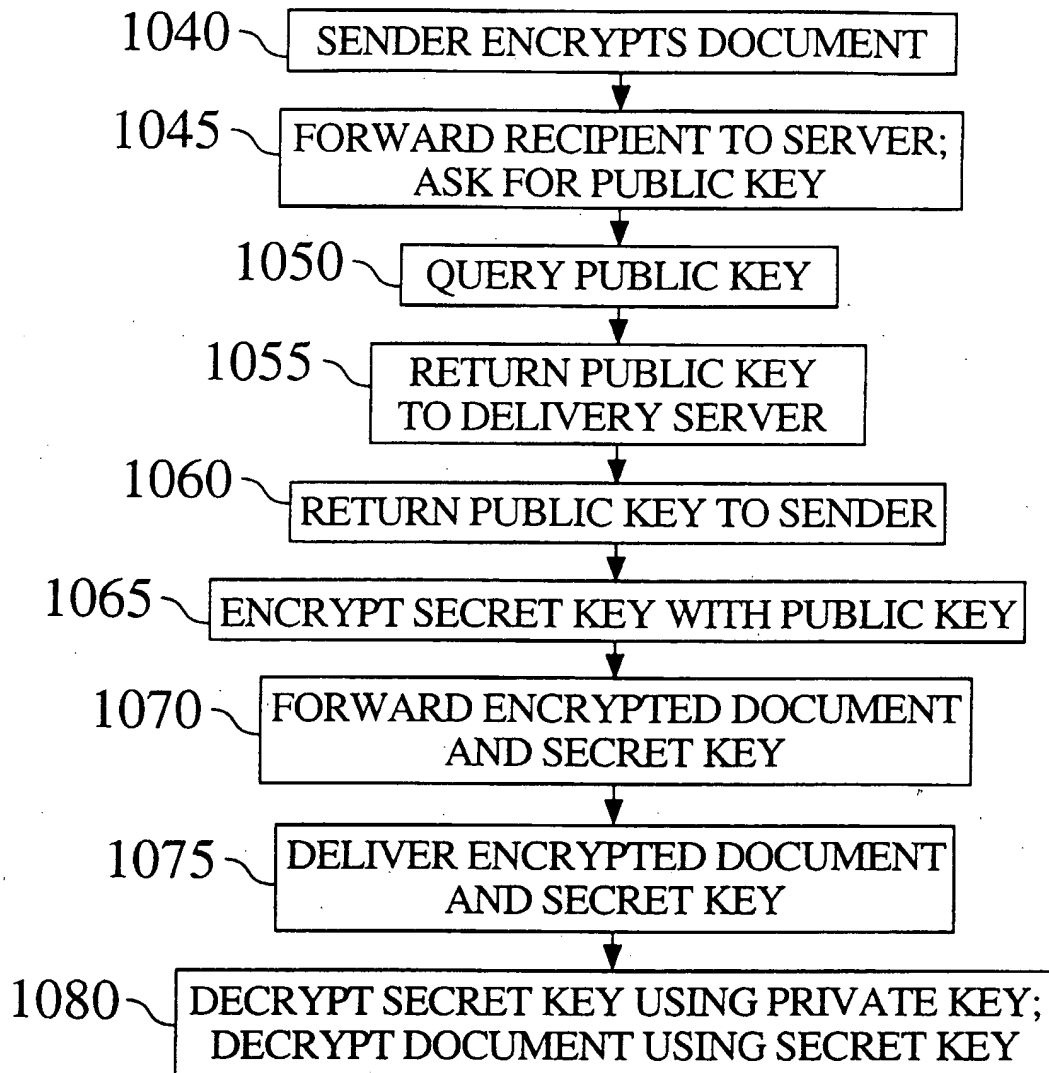 1040
SENDER ENCRYPTS DOCUMENT
1045
FORWARD RECIPIENT TO SERVER;
ASK FOR PUBLIC KEY
1050
QUERY PUBLIC KEY
1055
RETURN PUBLIC KEY
TO DELIVERY SERVER
1060
RETURN PUBLIC KEY TO SENDER
1065
ENCRYPT SECRET KEY WITH PUBLIC KEY
1070
FORWARD ENCRYPTED DOCUMENT
AND SECRET KEY
1075
DELIVER ENCRYPTED DOCUMENT
AND SECRET KEY
1080
DECRYPT SECRET KEY USING PRIVATE KEY;
DECRYPT DOCUMENT USING SECRET KEY